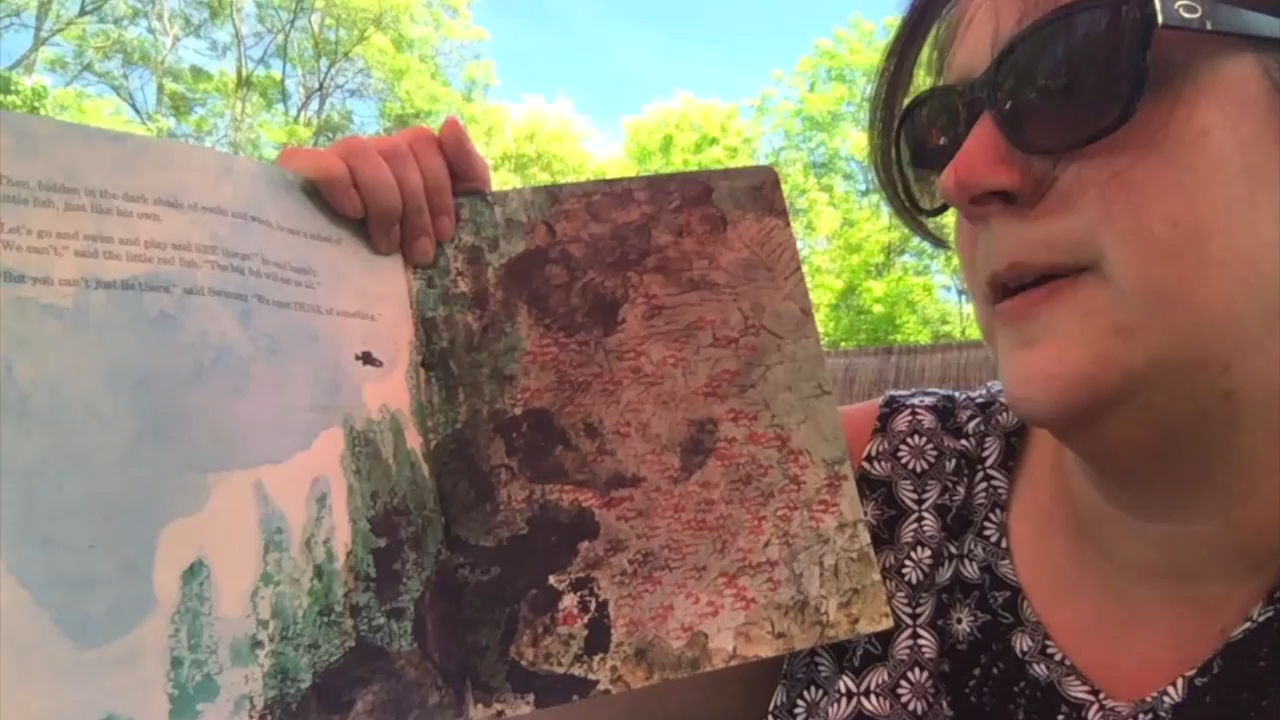 Then, hidden in the dark shade of rocks and weeds, he saw a school of
little fish, just like his own.
Let's go and swim and play and SEE things!" he said happily.
"We can't," said the little red fish. "The big fish will eat us all."
"But you can't just lie there," said Swimmy. "We must THINK of something."